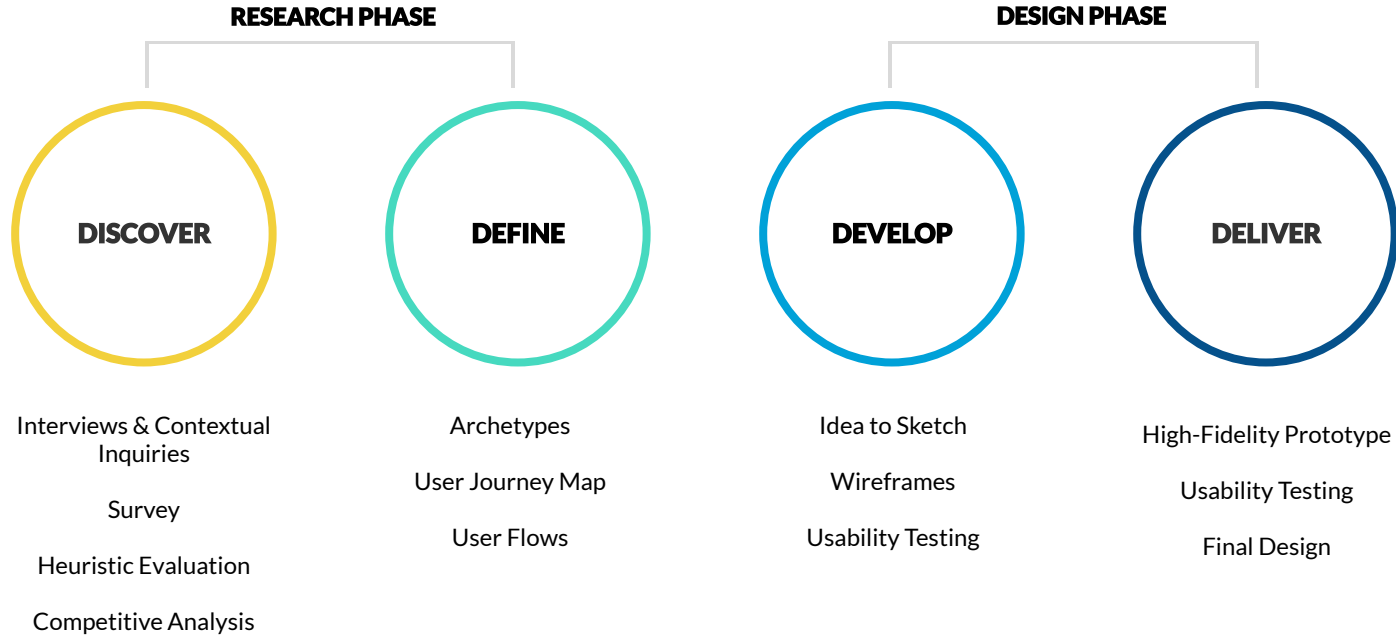 RESEARCH PHASE
DESIGN PHASE
DISCOVER
DEFINE
DEVELOP
DELIVER
Interviews & Contextual
Inquiries
Survey
Heuristic Evaluation
Competitive Analysis
Archetypes
User Journey Map
User Flows
Idea to Sketch
Wireframes
Usability Testing
High-Fidelity Prototype
Usability Testing
Final Design